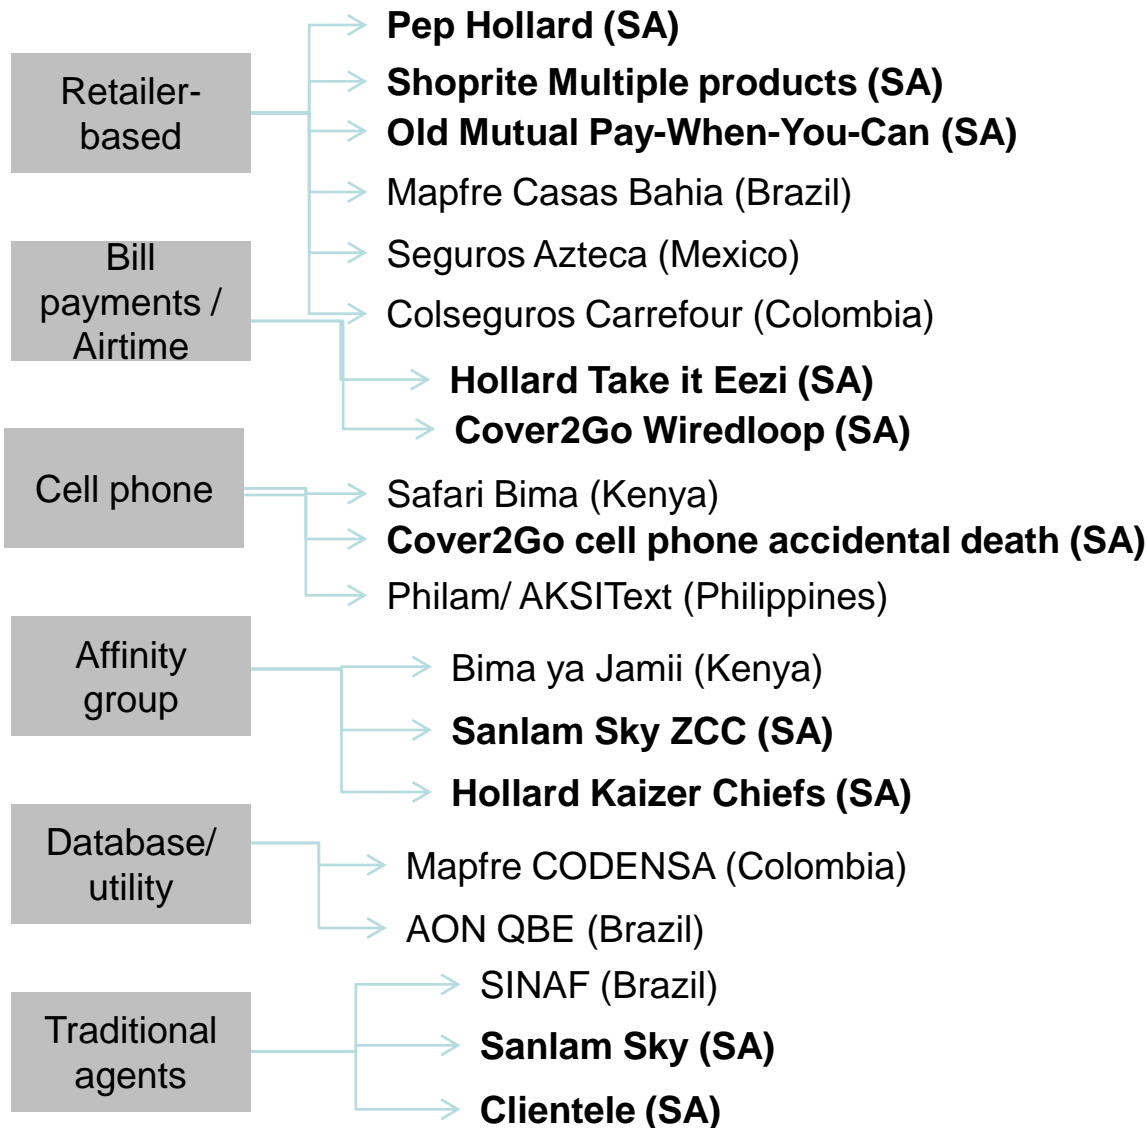 Retailer-
based
Pep Hollard (SA)
Shoprite Multiple products (SA)
Old Mutual Pay-When-You-Can (SA)
Mapfre Casas Bahia (Brazil)
Seguros Azteca (Mexico)
Colseguros Carrefour (Colombia)
Bill
payments /
Airtime
Hollard Take it Eezi (SA)
Cover2Go Wiredloop (SA)
Cell phone
Safari Bima (Kenya)
Cover2Go cell phone accidental death (SA)
Philam/ AKSIText (Philippines)
Affinity
group
Bima ya Jamii (Kenya)
Sanlam Sky ZCC (SA)
Hollard Kaizer Chiefs (SA)
Database/
utility
Mapfre CODENSA (Colombia)
AON QBE (Brazil)
Traditional
agents
SINAF (Brazil)
Sanlam Sky (SA)
Clientele (SA)